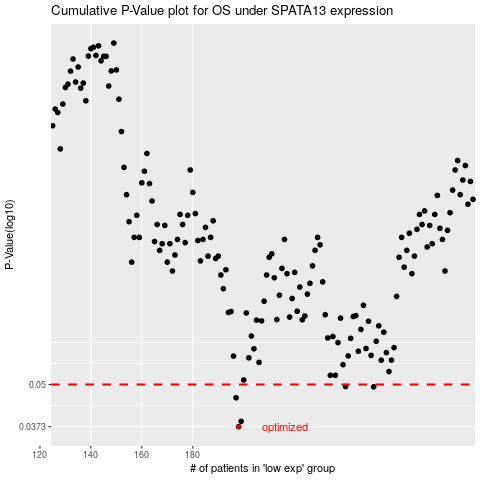 Cumulative P-Value plot for OS under SPATA13 expression
P-Value(log10)
0.05
0.0373
optimized
120 140 160 180
# of patients in 'low exp' group